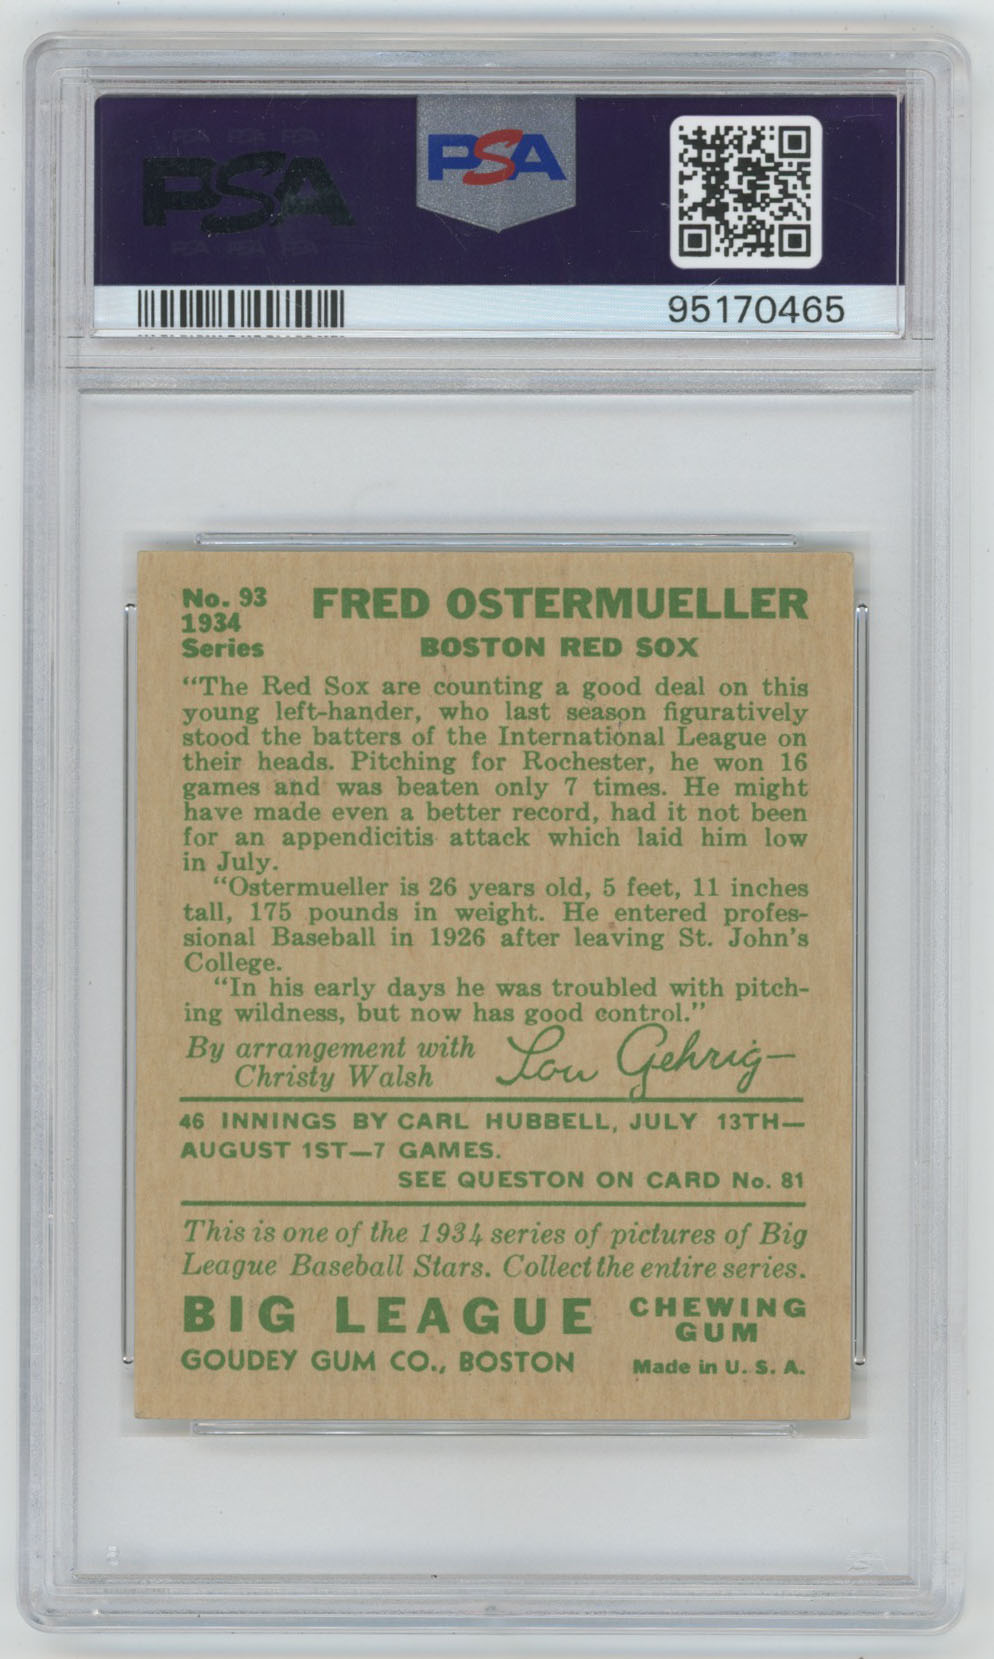 PSA PSA PSA
PSA
PSA PSA PSA
PSA
95170465
No. 93
1934
Series
FRED OSTERMUELLER
BOSTON RED SOX
“The Red Sox are counting a good deal on this
young left-hander, who last season figuratively
stood the batters of the International League on
their heads. Pitching for Rochester, he won 16
games and was beaten only 7 times. He might
have made even a better record, had it not been
for an appendicitis attack which laid him low
in July.
“Ostermueller is 26 years old, 5 feet, 11 inches
tall, 175 pounds in weight. He entered profes-
sional Baseball in 1926 after leaving St. John's
College.
“In his early days he was troubled with pitch-
ing wildness, but now has good control.”
By arrangement with
Christy Walsh
Lou Gehrig
46 INNINGS BY CARL HUBBELL, JULY 13TH—
AUGUST 1ST—7 GAMES.
SEE QUESTON ON CARD No. 81
This is one of the 1934 series of pictures of Big
League Baseball Stars. Collect the entire series.
BIG LEAGUE CHEWING GUM
GOUDEY GUM CO., BOSTON
Made in U. S. A.